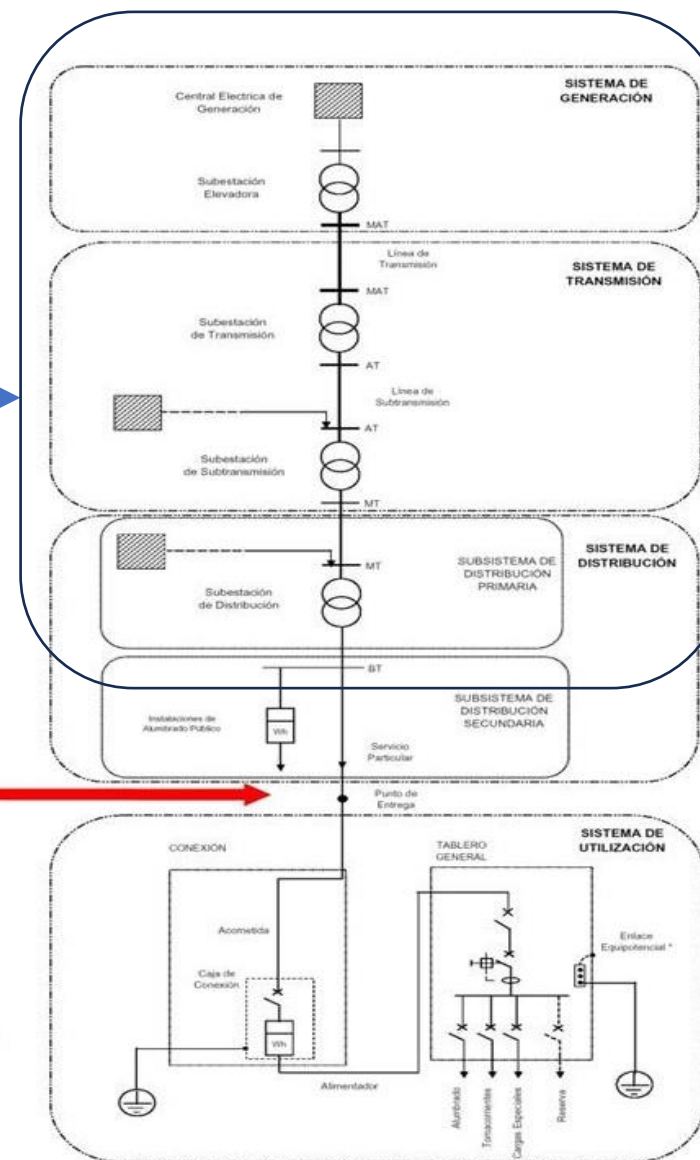 Central Electrica de
Generación
SISTEMA DE
GENERACIÓN
Subestación
Elevadora
MAT
Línea de
Transmisión
SISTEMA DE
TRANSMISIÓN
MAT
Subestación
de Transmisión
AT
Línea de
Subtransmisión
AT
Subestación
de Subtransmisión
MT
SISTEMA DE
DISTRIBUCIÓN
SUBSISTEMA DE
DISTRIBUCIÓN
PRIMARIA
MT
Subestación
de Distribución
BT
SUBSISTEMA DE
DISTRIBUCIÓN
SECUNDARIA
Instalaciones de
Alumbrado Público
Wh
Servicio
Particular
Punto de
Entrega
SISTEMA DE
UTILIZACIÓN
CONEXIÓN
TABLERO
GENERAL
Acometida
Enlace
Equipotencial *
Caja de
Conexión
Wh
Alimentador
Alumbrado
Tomacorrientes
Cargas Especiales
Reserva